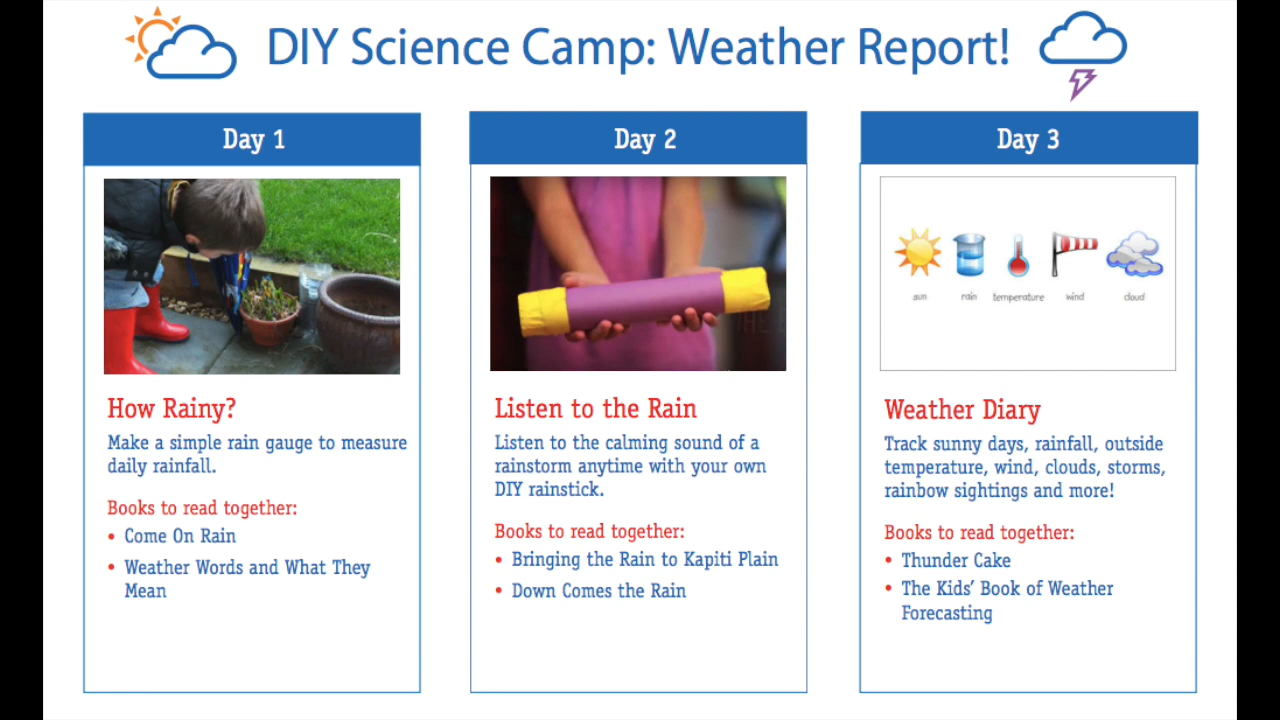 DIY Science Camp: Weather Report!
Day 1
How Rainy?
Make a simple rain gauge to measure
daily rainfall.
Books to read together:
• Come On Rain
• Weather Words and What They
Mean
Day 2
Listen to the Rain
Listen to the calming sound of a
rainstorm anytime with your own
DIY rainstick.
Books to read together:
• Bringing the Rain to Kapiti Plain
• Down Comes the Rain
Day 3
sun rain temperature wind cloud
Weather Diary
Track sunny days, rainfall, outside
temperature, wind, clouds, storms,
rainbow sightings and more!
Books to read together:
• Thunder Cake
• The Kids' Book of Weather
Forecasting